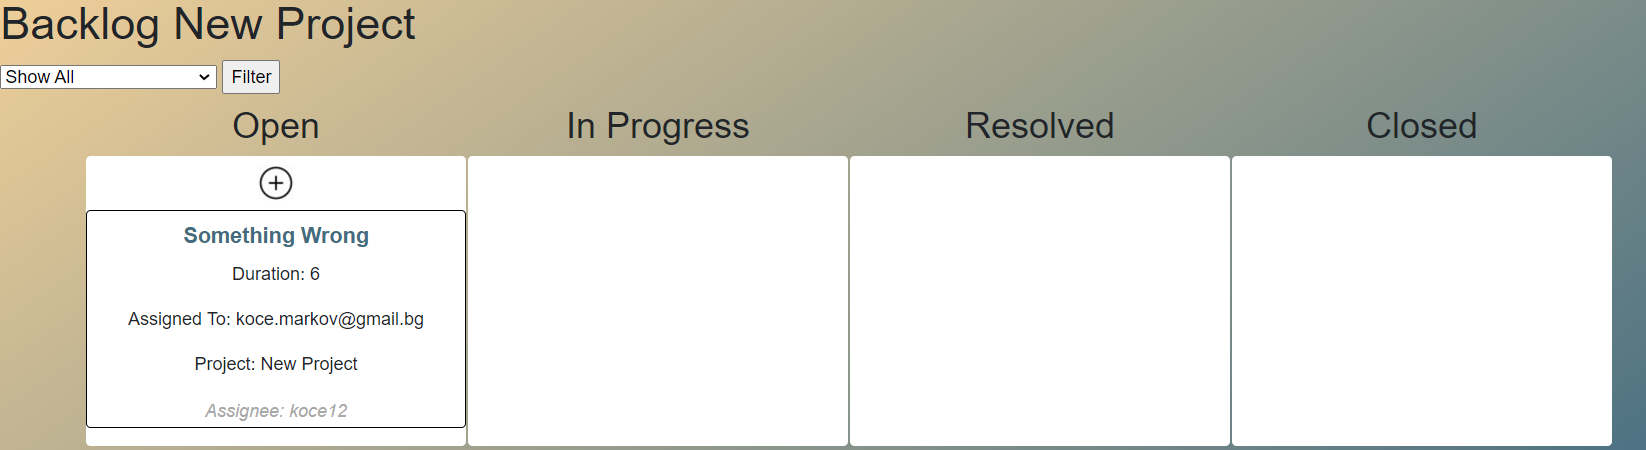 Backlog New Project
Show All Filter
Open In Progress Resolved Closed
Something Wrong
Duration: 6
Assigned To: koce.markov@gmail.bg
Project: New Project
Assignee: koce12